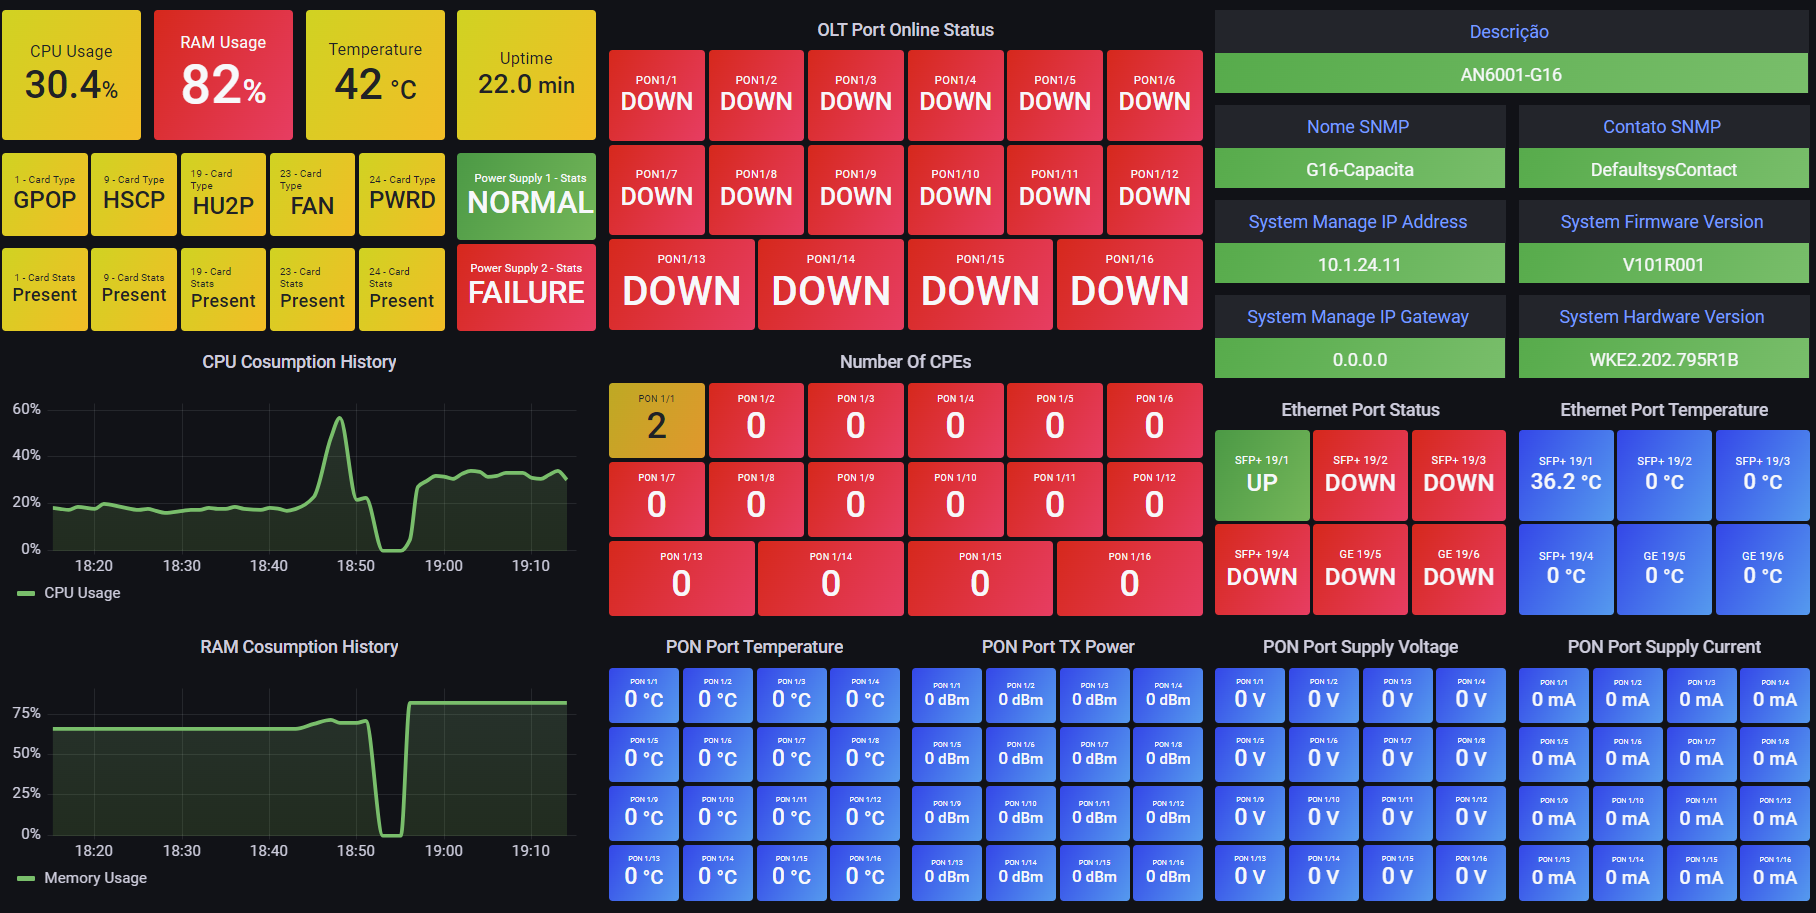 CPU Usage
30.4%
RAM Usage
82%
Temperature
42 °C
Uptime
22.0 min
1 - Card Type
GPOP
9 - Card Type
HSCP
19 - Card
Type
HU2P
23 - Card
Type
FAN
24 - Card Type
PWRD
Power Supply 1 - Stats
NORMAL
1 - Card Stats
Present
9 - Card Stats
Present
19 - Card
Stats
Present
23 - Card
Stats
Present
24 - Card
Stats
Present
Power Supply 2 - Stats
FAILURE
CPU Cosumption History
60%
40%
20%
0%
18:20 18:30 18:40 18:50 19:00 19:10
CPU Usage
RAM Cosumption History
75%
50%
25%
0%
18:20 18:30 18:40 18:50 19:00 19:10
Memory Usage
OLT Port Online Status
PON1/1 PON1/2 PON1/3 PON1/4 PON1/5 PON1/6
DOWN DOWN DOWN DOWN DOWN DOWN
PON1/7 PON1/8 PON1/9 PON1/10 PON1/11 PON1/12
DOWN DOWN DOWN DOWN DOWN DOWN
PON1/13 PON1/14 PON1/15 PON1/16
DOWN DOWN DOWN DOWN
Number Of CPEs
PON 1/1 PON 1/2 PON 1/3 PON 1/4 PON 1/5 PON 1/6
2 0 0 0 0 0
PON 1/7 PON 1/8 PON 1/9 PON 1/10 PON 1/11 PON 1/12
0 0 0 0 0 0
PON 1/13 PON 1/14 PON 1/15 PON 1/16
0 0 0 0
Descrição
AN6001-G16
Nome SNMP
G16-Capacita
Contato SNMP
DefaultsysContact
System Manage IP Address
10.1.24.11
System Firmware Version
V101R001
System Manage IP Gateway
0.0.0.0
System Hardware Version
WKE2.202.795R1B
Ethernet Port Status
SFP+ 19/1 SFP+ 19/2 SFP+ 19/3
UP DOWN DOWN
SFP+ 19/4 GE 19/5 GE 19/6
DOWN DOWN DOWN
Ethernet Port Temperature
SFP+ 19/1 SFP+ 19/2 SFP+ 19/3
36.2 °C 0 °C 0 °C
SFP+ 19/4 GE 19/5 GE 19/6
0 °C 0 °C 0 °C
PON Port Temperature
PON 1/1 PON 1/2 PON 1/3 PON 1/4
0 °C 0 °C 0 °C 0 °C
PON 1/5 PON 1/6 PON 1/7 PON 1/8
0 °C 0 °C 0 °C 0 °C
PON 1/9 PON 1/10 PON 1/11 PON 1/12
0 °C 0 °C 0 °C 0 °C
PON 1/13 PON 1/14 PON 1/15 PON 1/16
0 °C 0 °C 0 °C 0 °C
PON Port TX Power
PON 1/1 PON 1/2 PON 1/3 PON 1/4
0 dBm 0 dBm 0 dBm 0 dBm
PON 1/5 PON 1/6 PON 1/7 PON 1/8
0 dBm 0 dBm 0 dBm 0 dBm
PON 1/9 PON 1/10 PON 1/11 PON 1/12
0 dBm 0 dBm 0 dBm 0 dBm
PON 1/13 PON 1/14 PON 1/15 PON 1/16
0 dBm 0 dBm 0 dBm 0 dBm
PON Port Supply Voltage
PON 1/1 PON 1/2 PON 1/3 PON 1/4
0 V 0 V 0 V 0 V
PON 1/5 PON 1/6 PON 1/7 PON 1/8
0 V 0 V 0 V 0 V
PON 1/9 PON 1/10 PON 1/11 PON 1/12
0 V 0 V 0 V 0 V
PON 1/13 PON 1/14 PON 1/15 PON 1/16
0 V 0 V 0 V 0 V
PON Port Supply Current
PON 1/1 PON 1/2 PON 1/3 PON 1/4
0 mA 0 mA 0 mA 0 mA
PON 1/5 PON 1/6 PON 1/7 PON 1/8
0 mA 0 mA 0 mA 0 mA
PON 1/9 PON 1/10 PON 1/11 PON 1/12
0 mA 0 mA 0 mA 0 mA
PON 1/13 PON 1/14 PON 1/15 PON 1/16
0 mA 0 mA 0 mA 0 mA